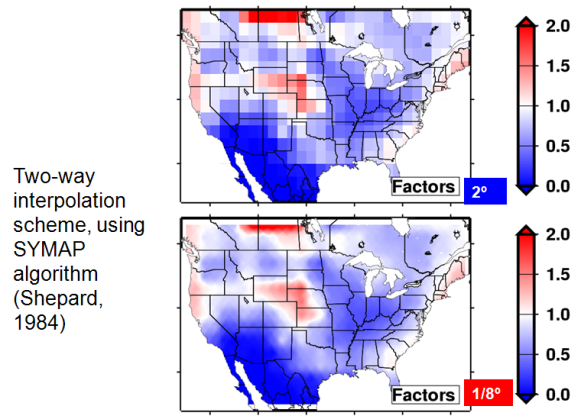 2.0
1.5
1.0
0.5
0.0
Factors
2º
Two-way
interpolation
scheme, using
SYMAP
algorithm
(Shepard,
1984)
2.0
1.5
1.0
0.5
0.0
Factors
1/8º